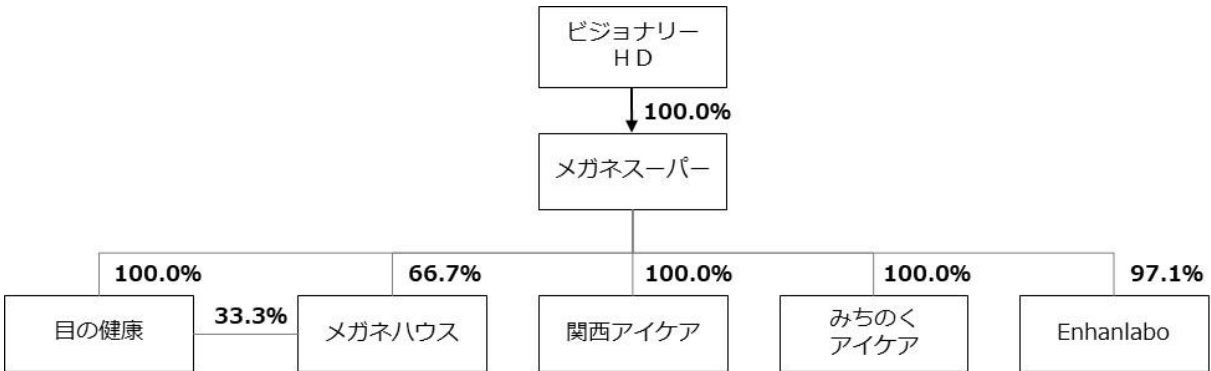 ビジョナリー
ＨＤ
100.0%
メガネスーパー
100.0%
66.7%
100.0%
100.0%
97.1%
目の健康
33.3%
メガネハウス
関西アイケア
みちのく
アイケア
Enhanlabo